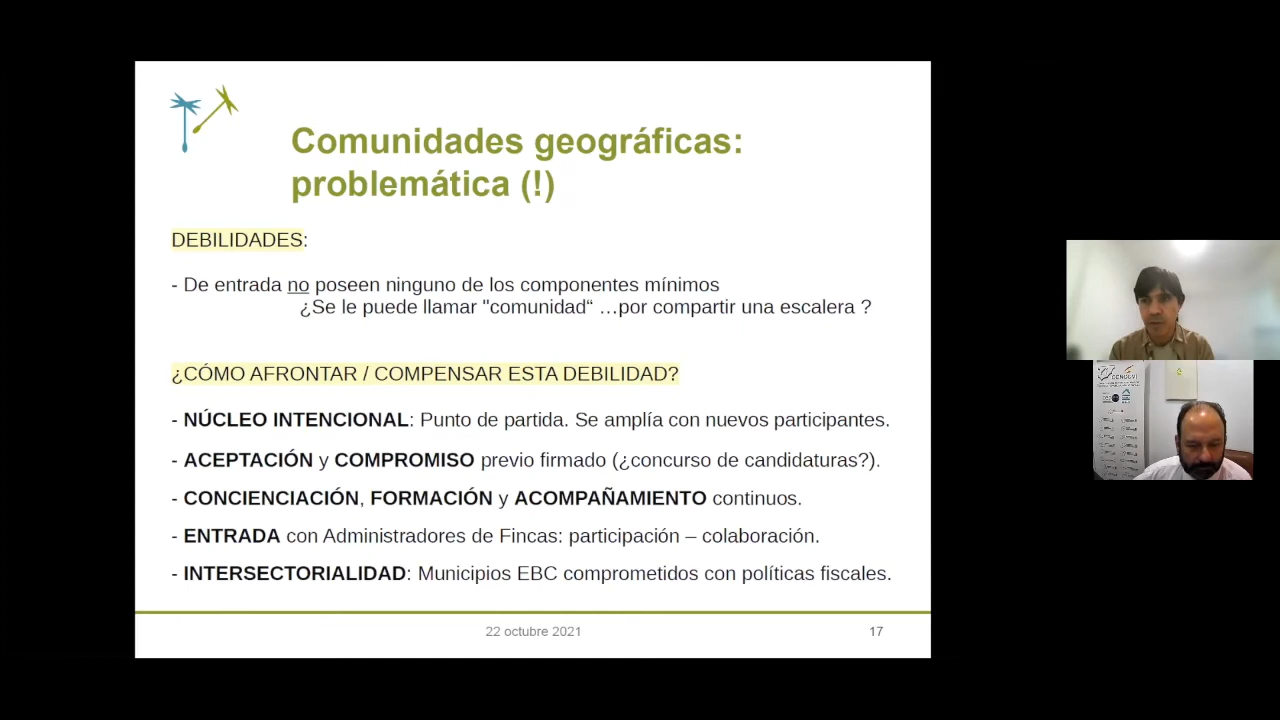 Comunidades geográficas:
problemática (!)
DEBILIDADES:
- De entrada no poseen ninguno de los componentes mínimos
¿Se le puede llamar "comunidad“ …por compartir una escalera ?
¿CÓMO AFRONTAR / COMPENSAR ESTA DEBILIDAD?
- NÚCLEO INTENCIONAL: Punto de partida. Se amplía con nuevos participantes.
- ACEPTACIÓN y COMPROMISO previo firmado (¿concurso de candidaturas?).
- CONCIENCIACIÓN, FORMACIÓN y ACOMPAÑAMIENTO continuos.
- ENTRADA con Administradores de Fincas: participación – colaboración.
- INTERSECTORIALIDAD: Municipios EBC comprometidos con políticas fiscales.
22 octubre 2021
17